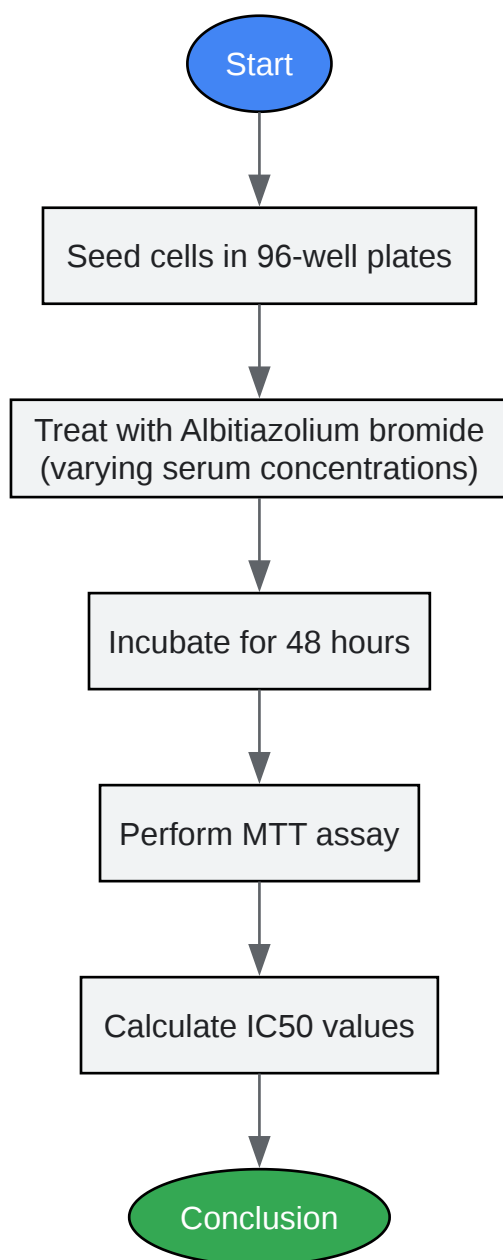 Start
Seed cells in 96-well plates
Treat with Albitiazolium bromide
(varying serum concentrations)
Incubate for 48 hours
Perform MTT assay
Calculate IC50 values
Conclusion